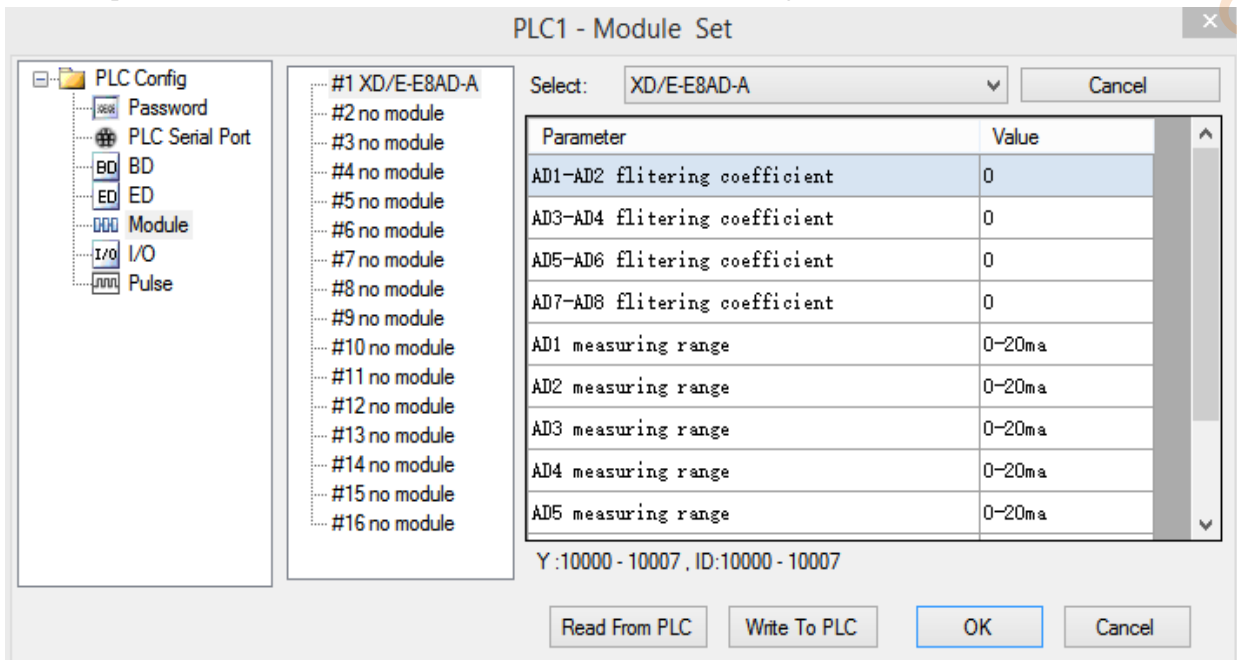 PLC1 - Module Set
PLC Config
Password
PLC Serial Port
BD BD
ED ED
Module
I/O I/O
Pulse
#1 XD/E-E8AD-A
#2 no module
#3 no module
#4 no module
#5 no module
#6 no module
#7 no module
#8 no module
#9 no module
#10 no module
#11 no module
#12 no module
#13 no module
#14 no module
#15 no module
#16 no module
Select: XD/E-E8AD-A Cancel
Parameter Value
AD1-AD2 flitering coefficient 0
AD3-AD4 flitering coefficient 0
AD5-AD6 flitering coefficient 0
AD7-AD8 flitering coefficient 0
AD1 measuring range 0-20ma
AD2 measuring range 0-20ma
AD3 measuring range 0-20ma
AD4 measuring range 0-20ma
AD5 measuring range 0-20ma
Y :10000 - 10007 , ID:10000 - 10007
Read From PLC Write To PLC OK Cancel